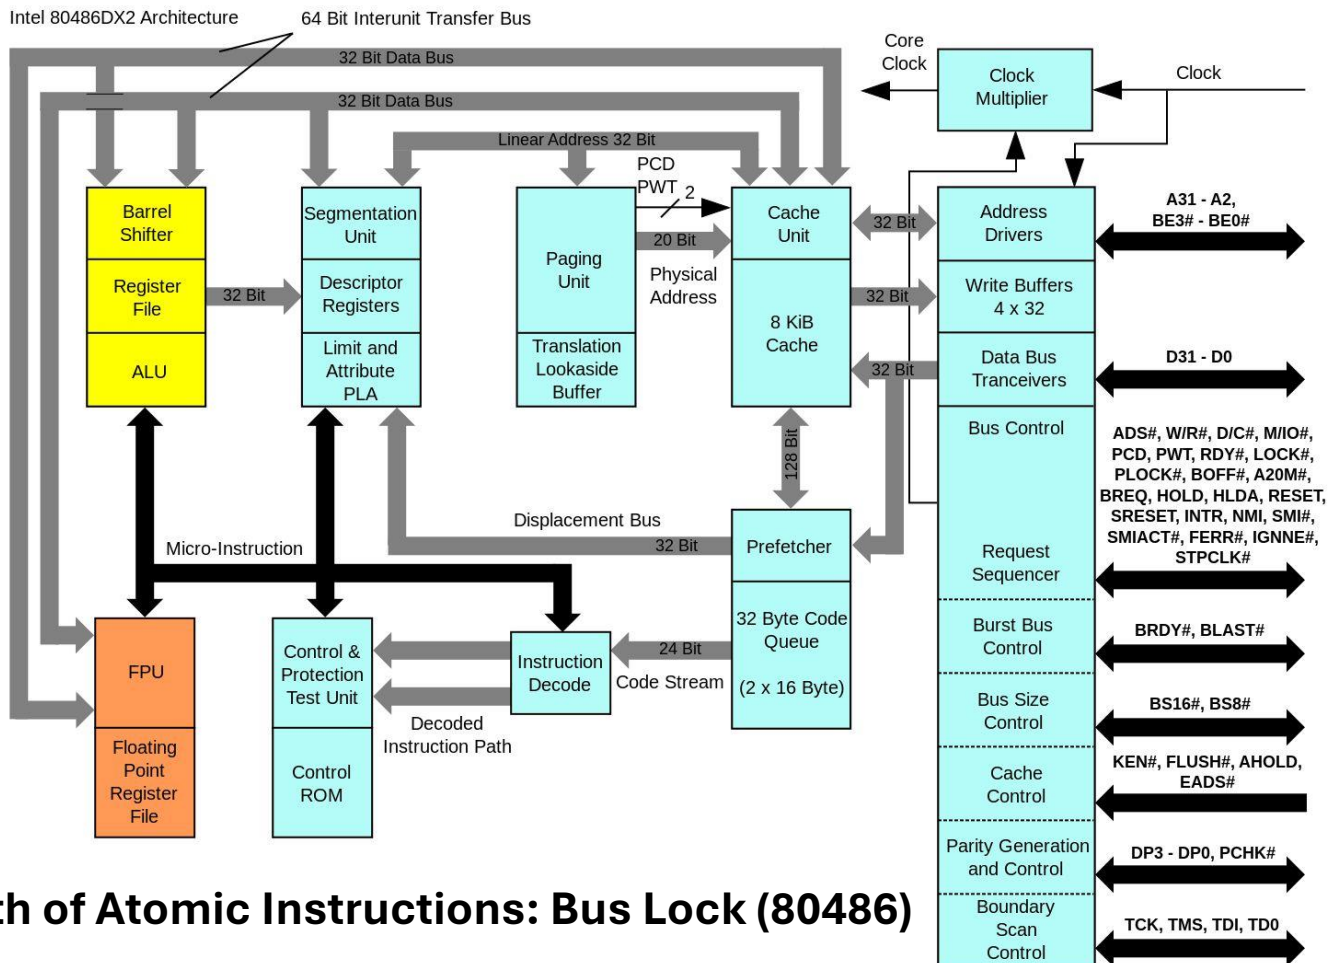 Intel 80486DX2 Architecture
64 Bit Interunit Transfer Bus
32 Bit Data Bus
32 Bit Data Bus
Linear Address 32 Bit
PCD
PWT
2
20 Bit
Physical
Address
Core
Clock
Clock
Multiplier
Clock
Barrel
Shifter
Register
File
ALU
32 Bit
Segmentation
Unit
Descriptor
Registers
Limit and
Attribute
PLA
Paging
Unit
Translation
Lookaside
Buffer
Cache
Unit
8 KiB
Cache
32 Bit
32 Bit
32 Bit
128 Bit
Address
Drivers
Write Buffers
4 x 32
Data Bus
Tranceivers
Bus Control
Request
Sequencer
Burst Bus
Control
Bus Size
Control
Cache
Control
Parity Generation
and Control
Boundary
Scan
Control
A31 - A2,
BE3# - BE0#
D31 - D0
ADS#, W/R#, D/C#, M/IO#,
PCD, PWT, RDY#, LOCK#,
PLOCK#, BOFF#, A20M#,
BREQ, HOLD, HLDA, RESET,
SRESET, INTR, NMI, SMI#,
SMIACT#, FERR#, IGNNE#,
STPCLK#
BRDY#, BLAST#
BS16#, BS8#
KEN#, FLUSH#, AHOLD,
EADS#
DP3 - DP0, PCHK#
TCK, TMS, TDI, TD0
Displacement Bus
32 Bit
Prefetcher
32 Byte Code
Queue
(2 x 16 Byte)
24 Bit
Code Stream
Micro-Instruction
FPU
Floating
Point
Register
File
Control &
Protection
Test Unit
Control
ROM
Instruction
Decode
Decoded
Instruction Path
th of Atomic Instructions: Bus Lock (80486)